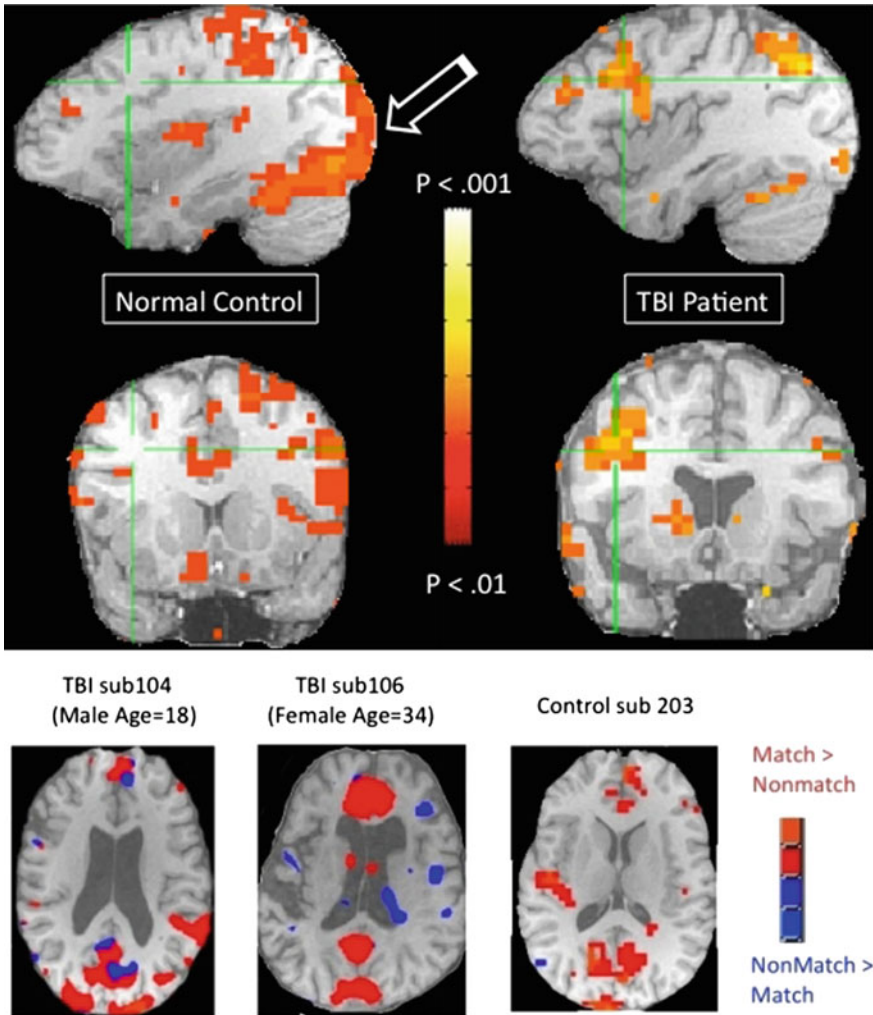 P < .001
Normal Control
TBI Patient
P < .01
TBI sub104
(Male Age=18)
TBI sub106
(Female Age=34)
Control sub 203
Match >
Nonmatch
NonMatch >
Match